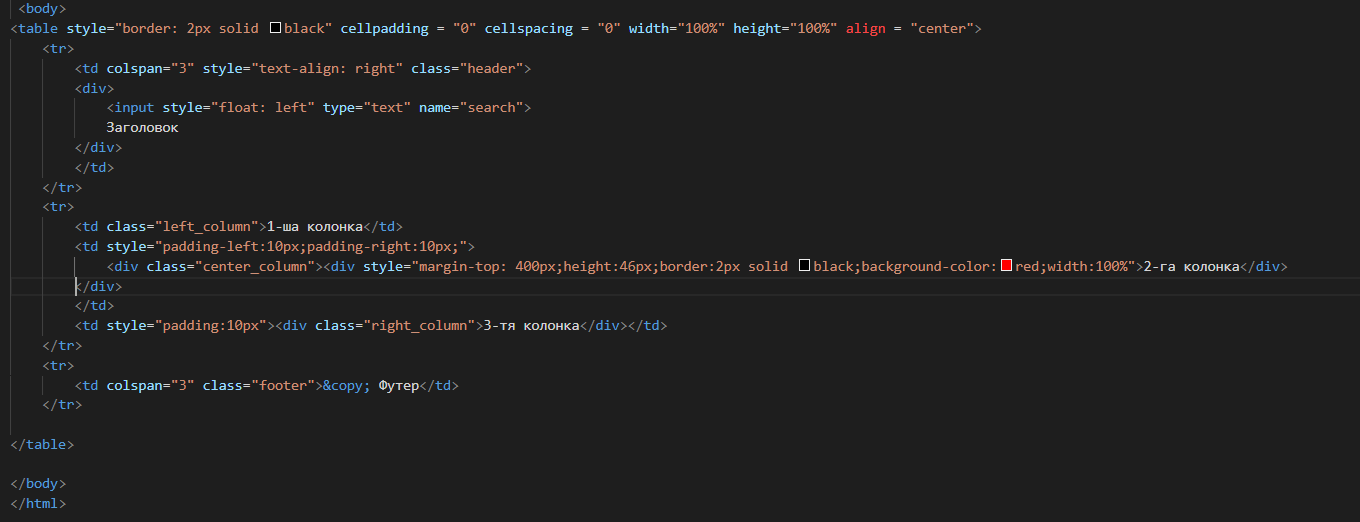 <body>
<table style="border: 2px solid black" cellpadding = "0" cellspacing = "0" width="100%" height="100%" align = "center">
<tr>
<td colspan="3" style="text-align: right" class="header">
<div>
<input style="float: left" type="text" name="search">
Заголовок
</div>
</td>
</tr>
<tr>
<td class="left_column">1-ша колонка</td>
<td style="padding-left:10px;padding-right:10px;">
<div class="center_column"><div style="margin-top: 400px;height:46px;border:2px solid black;background-color:red;width:100%">2-га колонка</div>
</div>
</td>
<td style="padding:10px"><div class="right_column">3-тя колонка</div></td>
</tr>
<tr>
<td colspan="3" class="footer">&copy; Футер</td>
</tr>
</table>
</body>
</html>